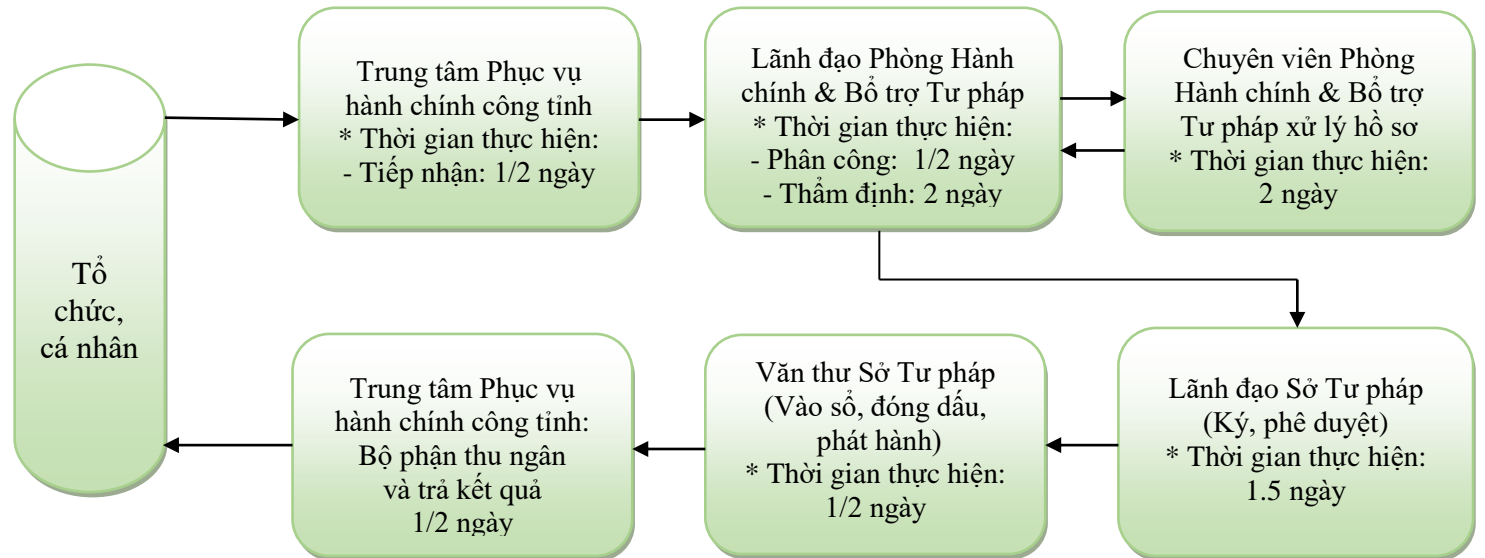 Tổ
chức,
cá nhân
Trung tâm Phục vụ
hành chính công tỉnh
* Thời gian thực hiện:
- Tiếp nhận: 1/2 ngày
Lãnh đạo Phòng Hành
chính & Bổ trợ Tư pháp
* Thời gian thực hiện:
- Phân công: 1/2 ngày
- Thẩm định: 2 ngày
Chuyên viên Phòng
Hành chính & Bổ trợ
Tư pháp xử lý hồ sơ
* Thời gian thực hiện:
2 ngày
Lãnh đạo Sở Tư pháp
(Ký, phê duyệt)
* Thời gian thực hiện:
1.5 ngày
Văn thư Sở Tư pháp
(Vào sổ, đóng dấu,
phát hành)
* Thời gian thực hiện:
1/2 ngày
Trung tâm Phục vụ
hành chính công tỉnh:
Bộ phận thu ngân
và trả kết quả
1/2 ngày